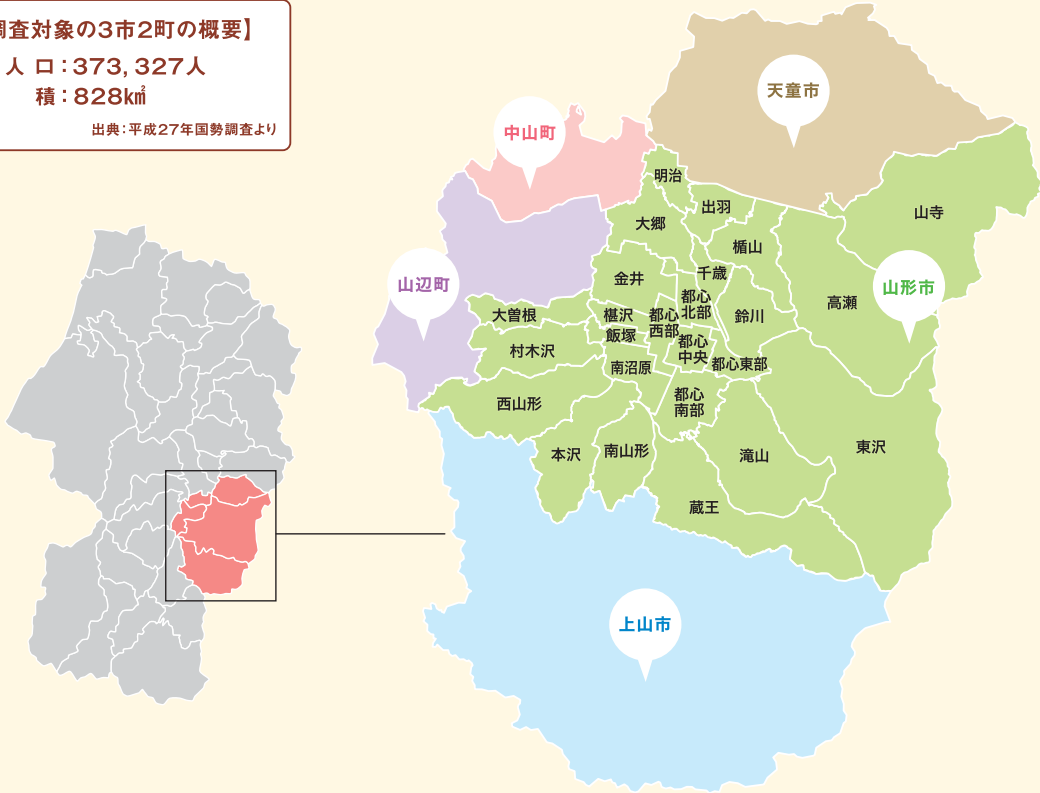 調査対象の3市2町の概要】
人 口：373,327人
積：828k㎡
出典：平成27年国勢調査より
天童市
中山町
明治
出羽
山寺
大郷
楯山
山辺町
金井
千歳
山形市
都心
北部
高瀬
大曽根
椹沢
都心
西部
鈴川
飯塚
村木沢
都心
中央
南沼原
都心東部
西山形
都心
南部
本沢
南山形
滝山
東沢
蔵王
上山市